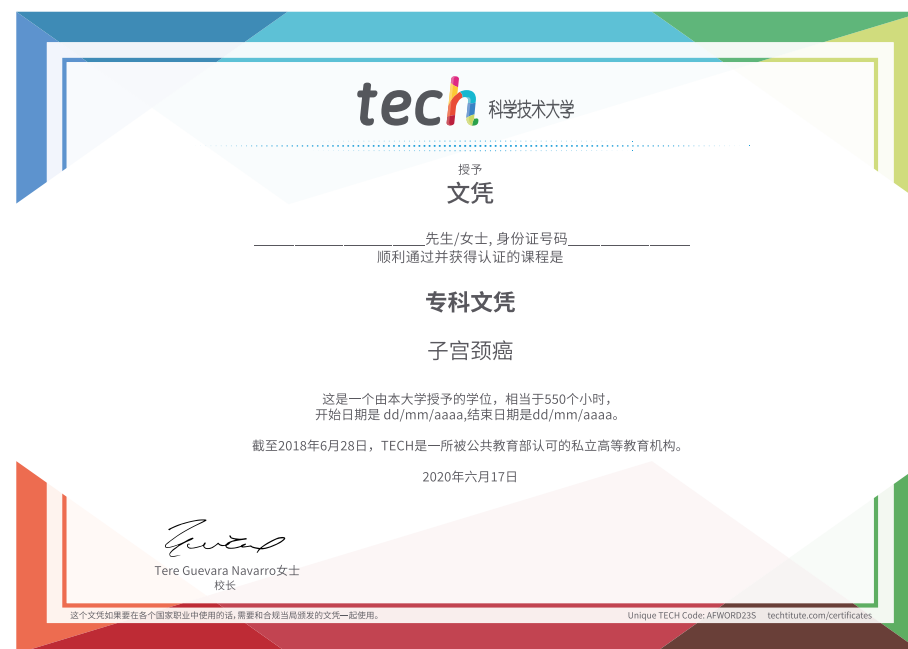 tech 科学技术大学
授予
文凭
先生/女士, 身份证号码
顺利通过并获得认证的课程是
专科文凭
子宫颈癌
这是一个由本大学授予的学位，相当于550个小时，
开始日期是 dd/mm/aaaa,结束日期是dd/mm/aaaa。
截至2018年6月28日，TECH是一所被公共教育部认可的私立高等教育机构。
2020年六月17日
Tere Guevara Navarro女士
校长
这个文凭如果要在各个国家职业中使用的话,需要和合规当局颁发的文凭一起使用。
Unique TECH Code: AFWORD23S techtitute.com/certificates